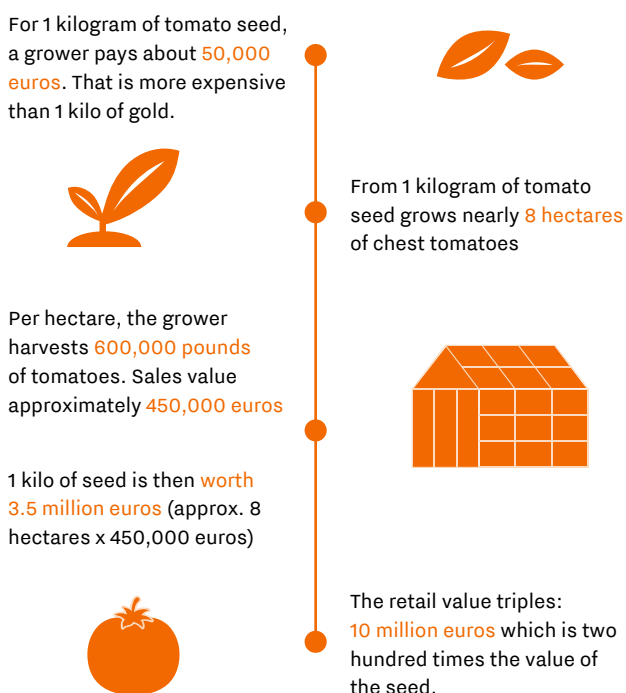 For 1 kilogram of tomato seed,
a grower pays about 50,000
euros. That is more expensive
than 1 kilo of gold.
From 1 kilogram of tomato
seed grows nearly 8 hectares
of chest tomatoes
Per hectare, the grower
harvests 600,000 pounds
of tomatoes. Sales value
approximately 450,000 euros
1 kilo of seed is then worth
3.5 million euros (approx. 8
hectares x 450,000 euros)
The retail value triples:
10 million euros which is two
hundred times the value of
the seed.